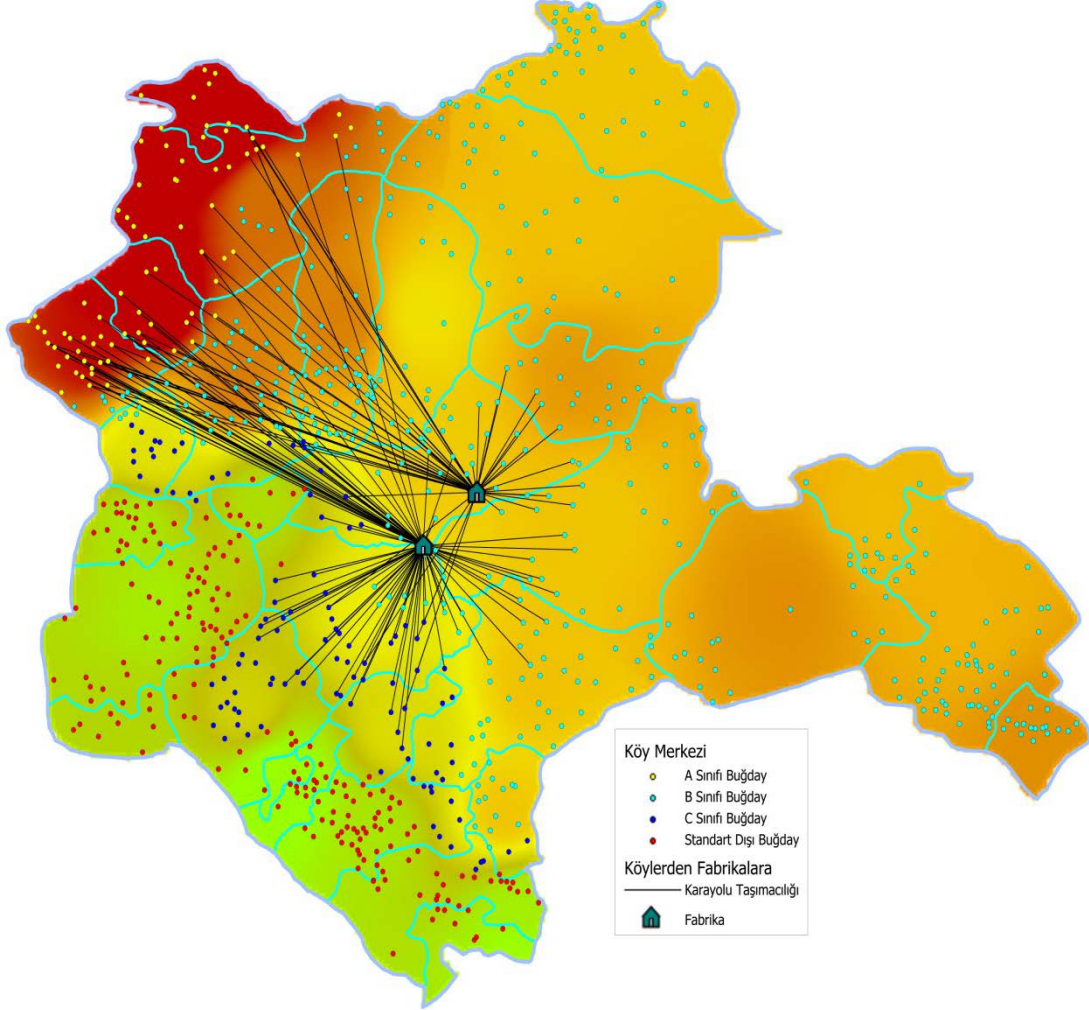 Köy Merkezi
A Sınıfı Buğday
B Sınıfı Buğday
C Sınıfı Buğday
Standart Dışı Buğday
Köylerden Fabrikalara
Karayolu Taşımacılığı
Fabrika